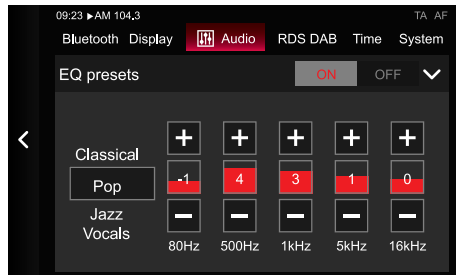 09:23 ►AM 104.3 TA AF
Bluetooth Display Audio RDS DAB Time System
EQ presets ON OFF
+ + + + +
Classical
Pop -1 4 3 1 0
Jazz
Vocals
− − − − −
80Hz 500Hz 1kHz 5kHz 16kHz